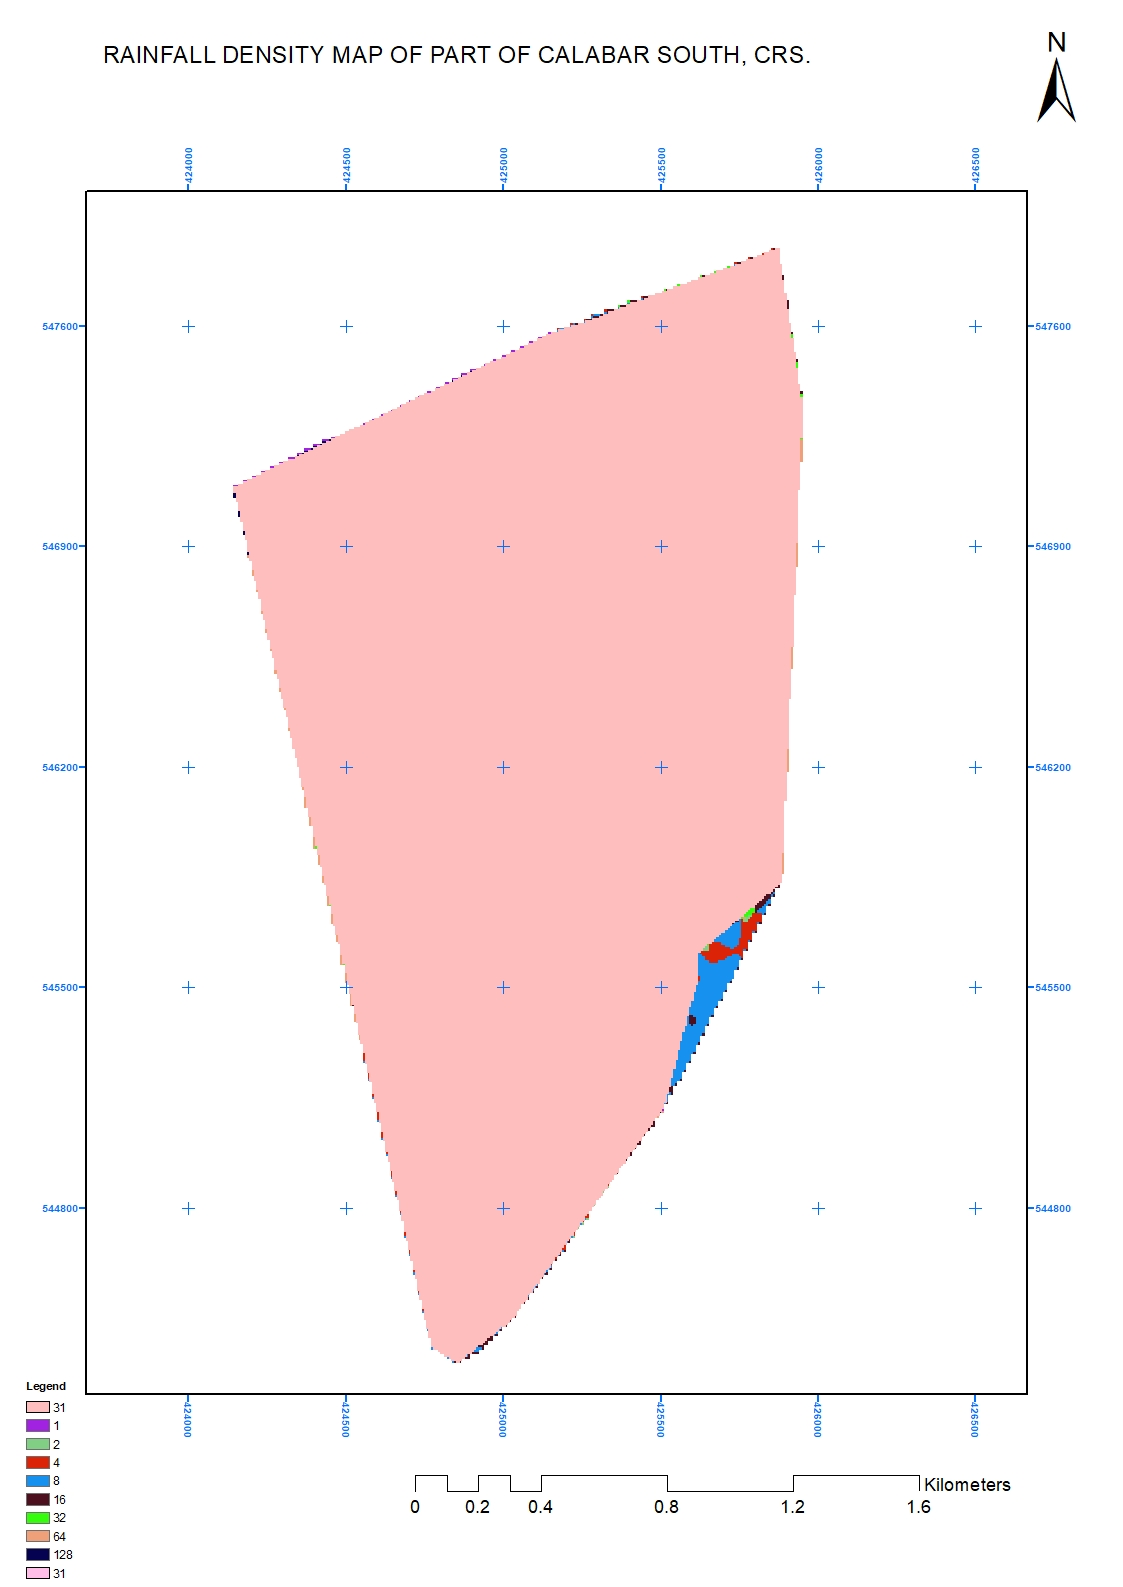 RAINFALL DENSITY MAP OF PART OF CALABAR SOUTH, CRS.
N
424000 424500 425000 425500 426000 426500
547600 547600
546900 546900
546200 546200
545500 545500
544800 544800
424000 424500 425000 425500 426000 426500
Legend
31
1
2
4
8
16
32
64
128
31
Kilometers
0 0.2 0.4 0.8 1.2 1.6